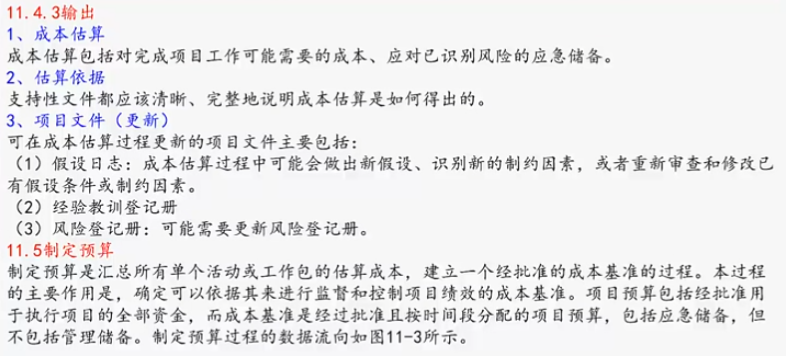 11.4.3输出
1、成本估算
成本估算包括对完成项目工作可能需要的成本、应对已识别风险的应急储备。
2、估算依据
支持性文件都应该清晰、完整地说明成本估算是如何得出的。
3、项目文件（更新）
可在成本估算过程更新的项目文件主要包括：
（1）假设日志：成本估算过程中可能会做出新假设、识别新的制约因素，或者重新审查和修改已
有假设条件或制约因素。
（2）经验教训登记册
（3）风险登记册：可能需要更新风险登记册。
11.5制定预算
制定预算是汇总所有单个活动或工作包的估算成本，建立一个经批准的成本基准的过程。本过程
的主要作用是，确定可以依据其来进行监督和控制项目绩效的成本基准。项目预算包括经批准用
于执行项目的全部资金，而成本基准是经过批准且按时间段分配的项目预算，包括应急储备，但
不包括管理储备。制定预算过程的数据流向如图11-3所示。